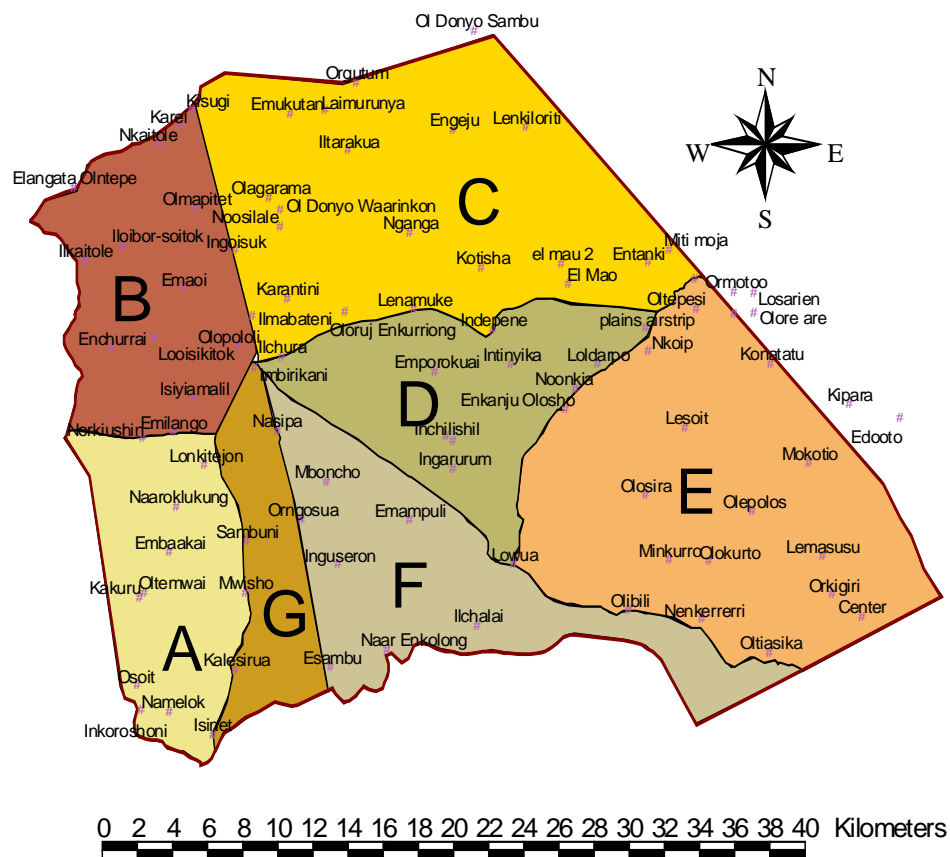 Ol Donyo Sambu
Orgutum
Kisugi
Emukutan
Laimurunya
Karei
Engeju
Lenkiloriti
Nkaitole
Iltarakua
N
W
E
S
Elangata Olntepe
Olmapitet
Olagarama
C
Noosilale
Ol Donyo Waarinkon
Nganga
Iloibor-soitok
Ingoisuk
Miti moja
Ilkaitole
Kotisha
el mau 2
Entanki
El Mao
Emaoi
B
Karantini
Lenamuke
Ormotoo
Oltepesi
Losarien
Ilmabateni
Oloruj Enkurriong
Indepene
plains airstrip
Olore are
Enchurrai
Olopololi
Looisikitok
Ilchura
Nkoip
Imbirikani
Emporokuai
Intinyika
Loldarpo
Konatatu
Isiyiamalil
Noonkia
D
Enkanju Olosho
Kipara
Norkiushin
Emilango
Nasipa
Inchilishil
Lesoit
Edooto
Lonkitejon
Ingarurum
Mokotio
Mboncho
Naaroklukung
Olosira
E
Olepolos
Orngosua
Emampuli
Sambuni
Embaakai
Inguseron
Lowua
Minkurro
Olokurto
Lemasusu
Kakuru
Oltemwai
Mwisho
F
Orkigiri
G
Ilchalai
Olibili
Nenkerrerri
Center
A
Naar Enkolong
Oltiasika
Kalesirua
Esambu
Osoit
Namelok
Inkoroshoni
Isinet
0 2 4 6 8 10 12 14 16 18 20 22 24 26 28 30 32 34 36 38 40 Kilometers